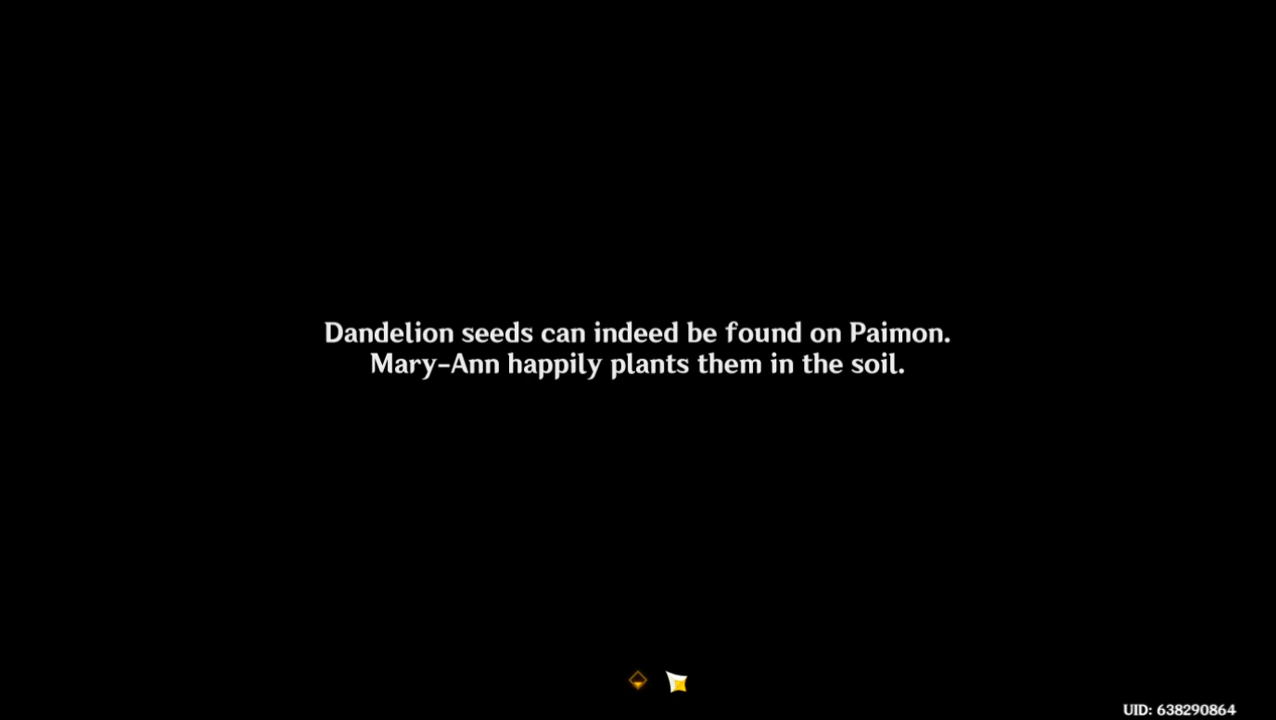 Dandelion seeds can indeed be found on Paimon.
Mary-Ann happily plants them in the soil.
UID: 638290864